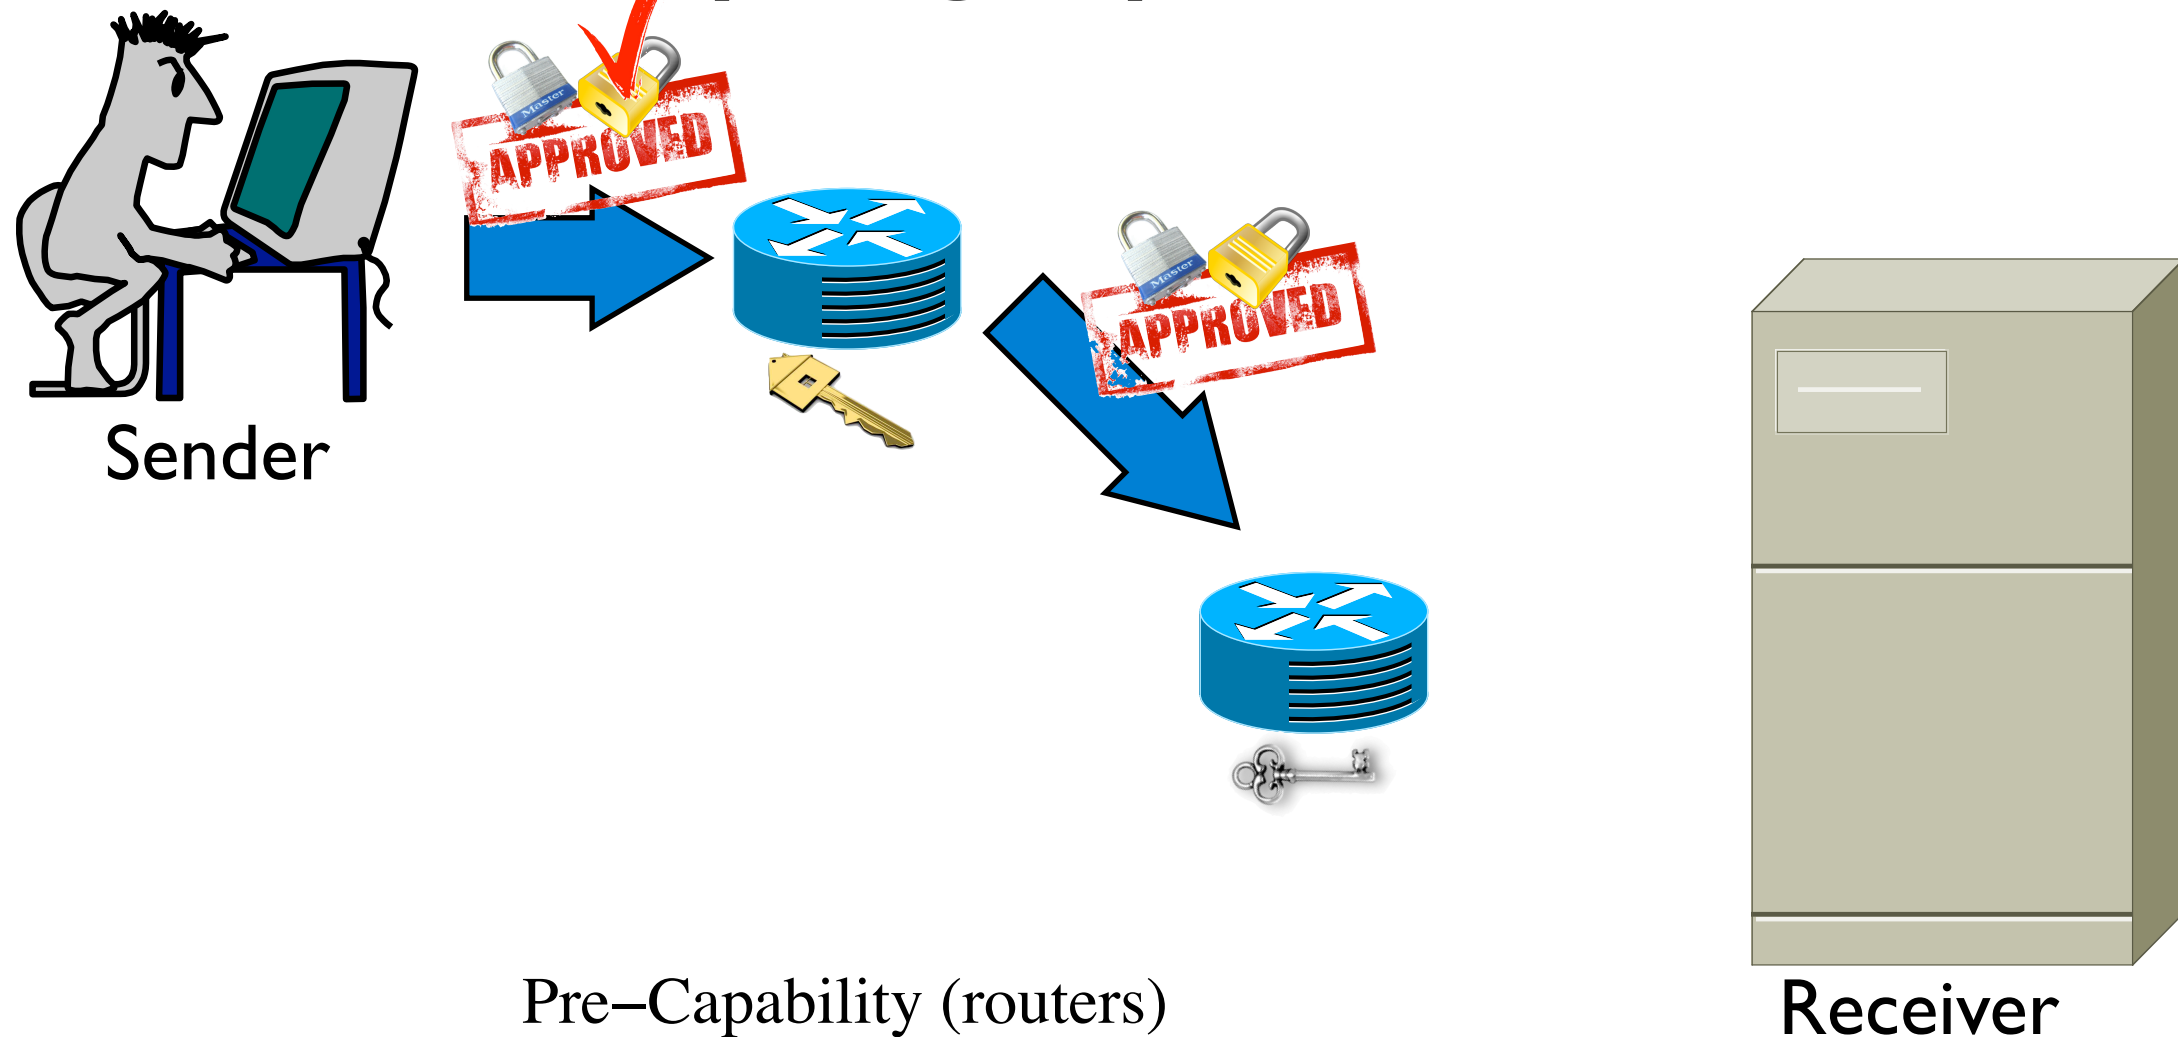 Master
APPROVED
Master
APPROVED
Sender
Pre–Capability (routers)
Receiver